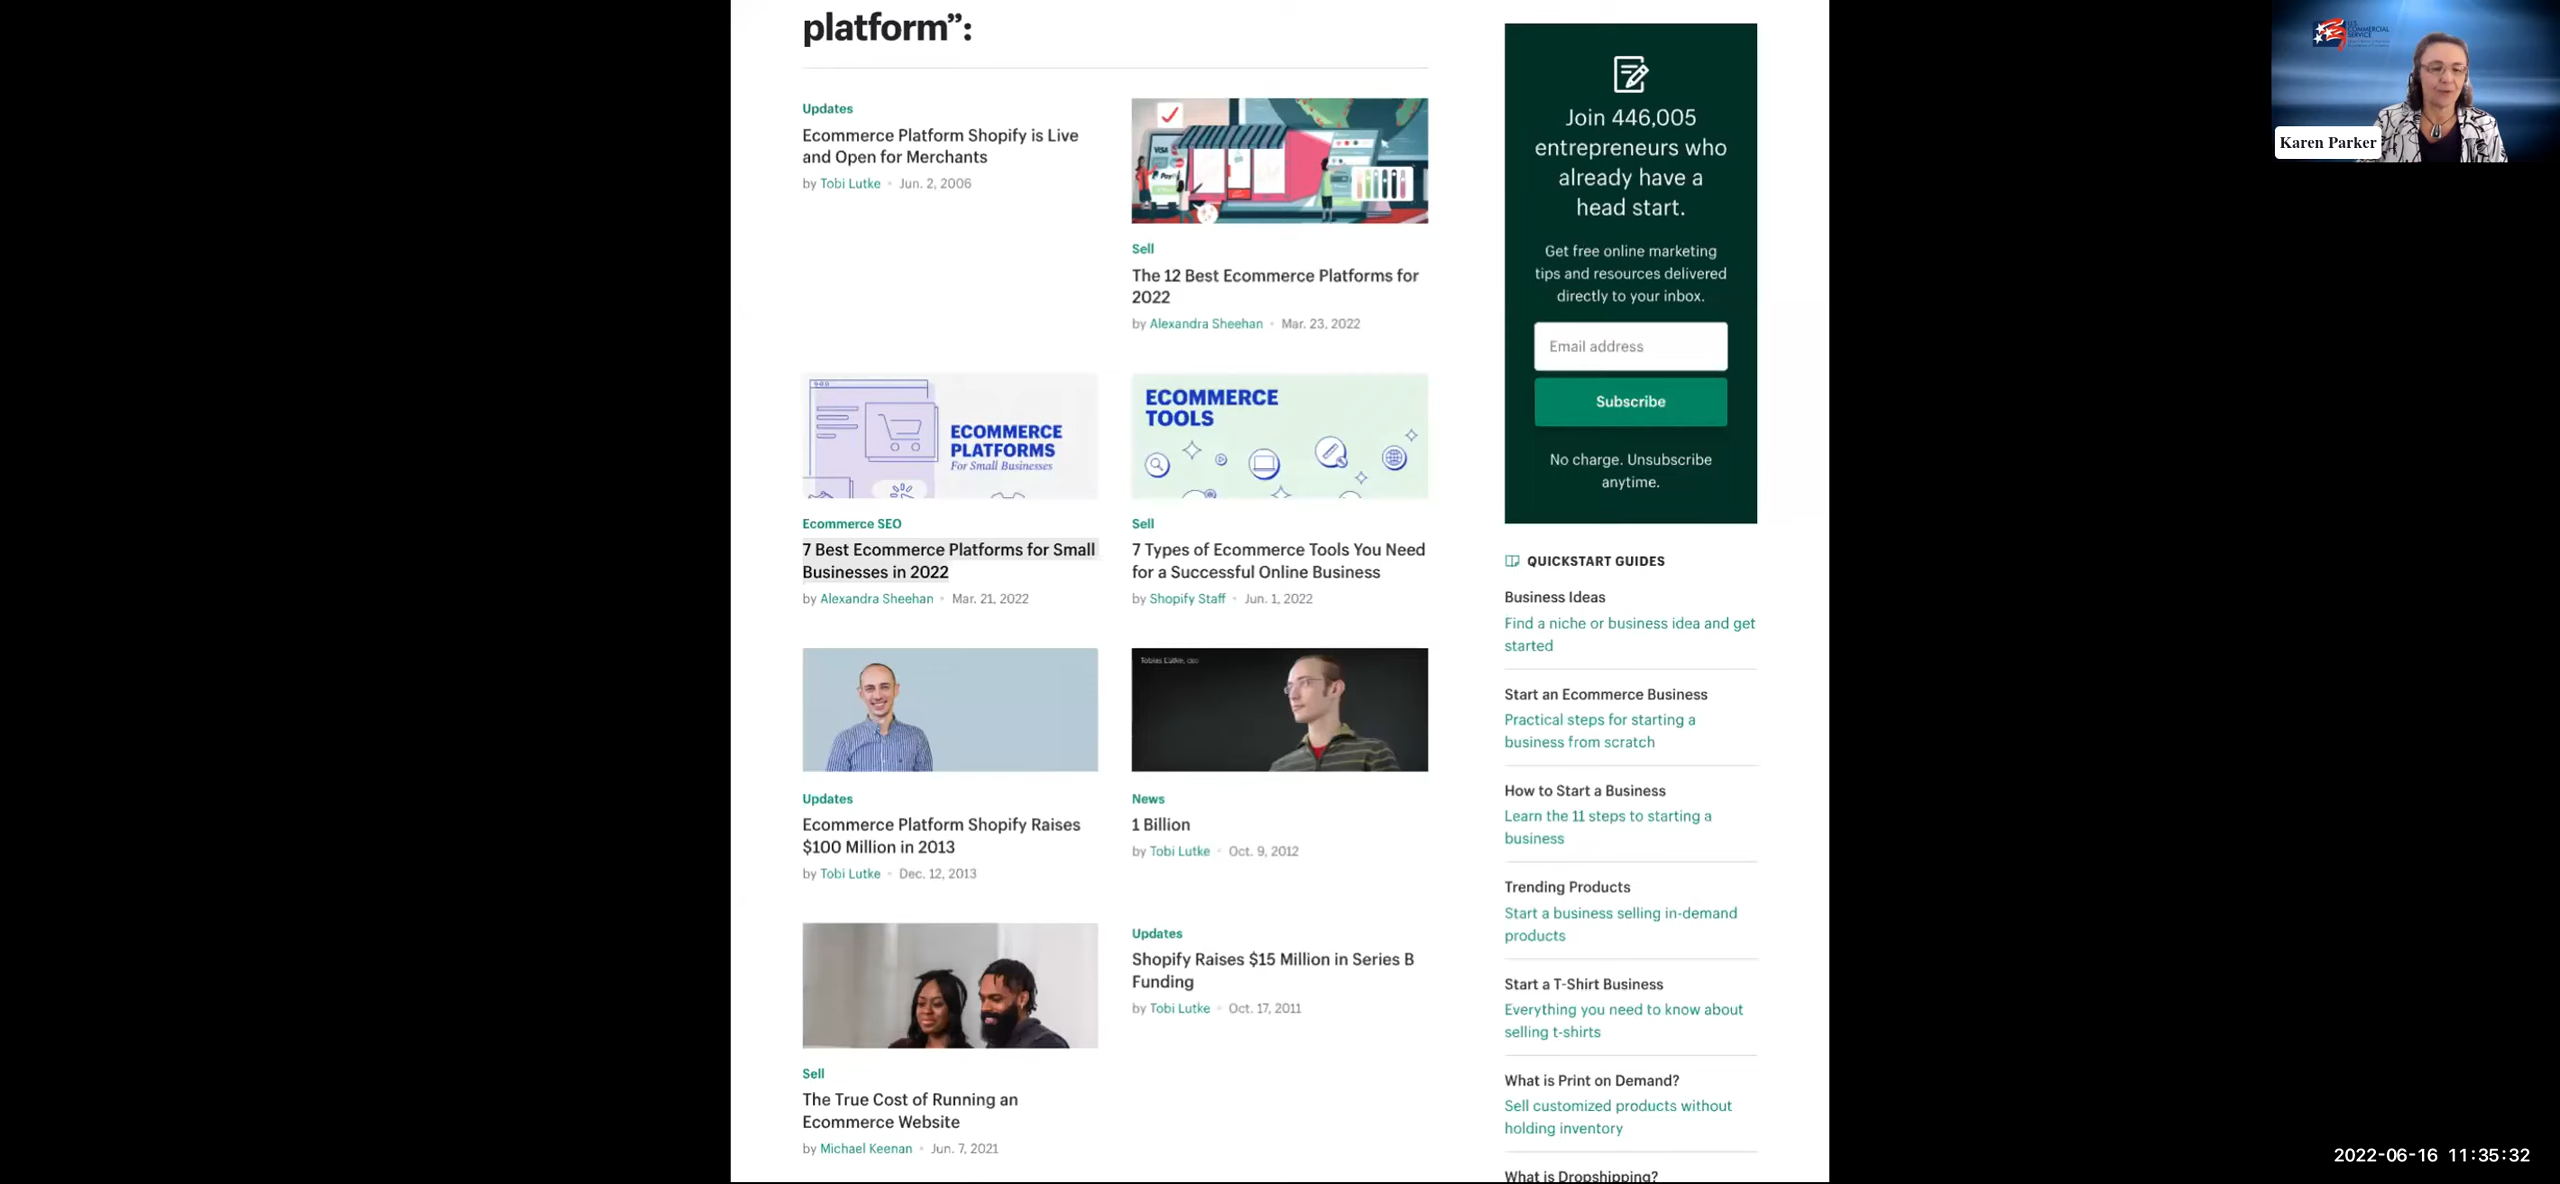 platform”:
Updates
Ecommerce Platform Shopify is Live
and Open for Merchants
by Tobi Lutke • Jun. 2, 2006
VISA
Sell
The 12 Best Ecommerce Platforms for
2022
by Alexandra Sheehan • Mar. 23, 2022
ECOMMERCE
PLATFORMS
For Small Businesses
Ecommerce SEO
7 Best Ecommerce Platforms for Small
Businesses in 2022
by Alexandra Sheehan • Mar. 21, 2022
ECOMMERCE
TOOLS
Sell
7 Types of Ecommerce Tools You Need
for a Successful Online Business
by Shopify Staff • Jun. 1, 2022
Updates
Ecommerce Platform Shopify Raises
$100 Million in 2013
by Tobi Lutke • Dec. 12, 2013
Tobias Lütke, CEO
News
1 Billion
by Tobi Lutke • Oct. 9, 2012
Sell
The True Cost of Running an
Ecommerce Website
by Michael Keenan • Jun. 7, 2021
Updates
Shopify Raises $15 Million in Series B
Funding
by Tobi Lutke • Oct. 17, 2011
Join 446,005
entrepreneurs who
already have a
head start.
Get free online marketing
tips and resources delivered
directly to your inbox.
Email address
Subscribe
No charge. Unsubscribe
anytime.
QUICKSTART GUIDES
Business Ideas
Find a niche or business idea and get
started
Start an Ecommerce Business
Practical steps for starting a
business from scratch
How to Start a Business
Learn the 11 steps to starting a
business
Trending Products
Start a business selling in-demand
products
Start a T-Shirt Business
Everything you need to know about
selling t-shirts
What is Print on Demand?
Sell customized products without
holding inventory
What is Dropshipping?
U.S.
COMMERCIAL
SERVICE
Karen Parker
2022-06-16 11:35:32